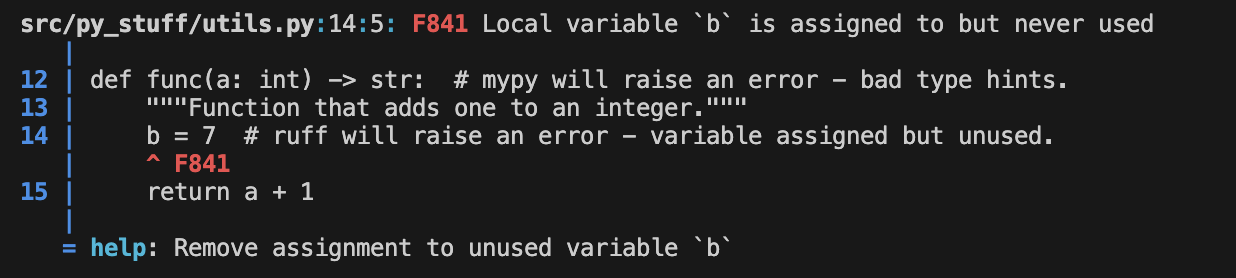 src/py_stuff/utils.py:14:5: F841 Local variable `b` is assigned to but never used
   |
12 | def func(a: int) -> str:  # mypy will raise an error - bad type hints.
13 |     """Function that adds one to an integer."""
14 |     b = 7  # ruff will raise an error - variable assigned but unused.
   |     ^ F841
15 |     return a + 1
   |
   = help: Remove assignment to unused variable `b`